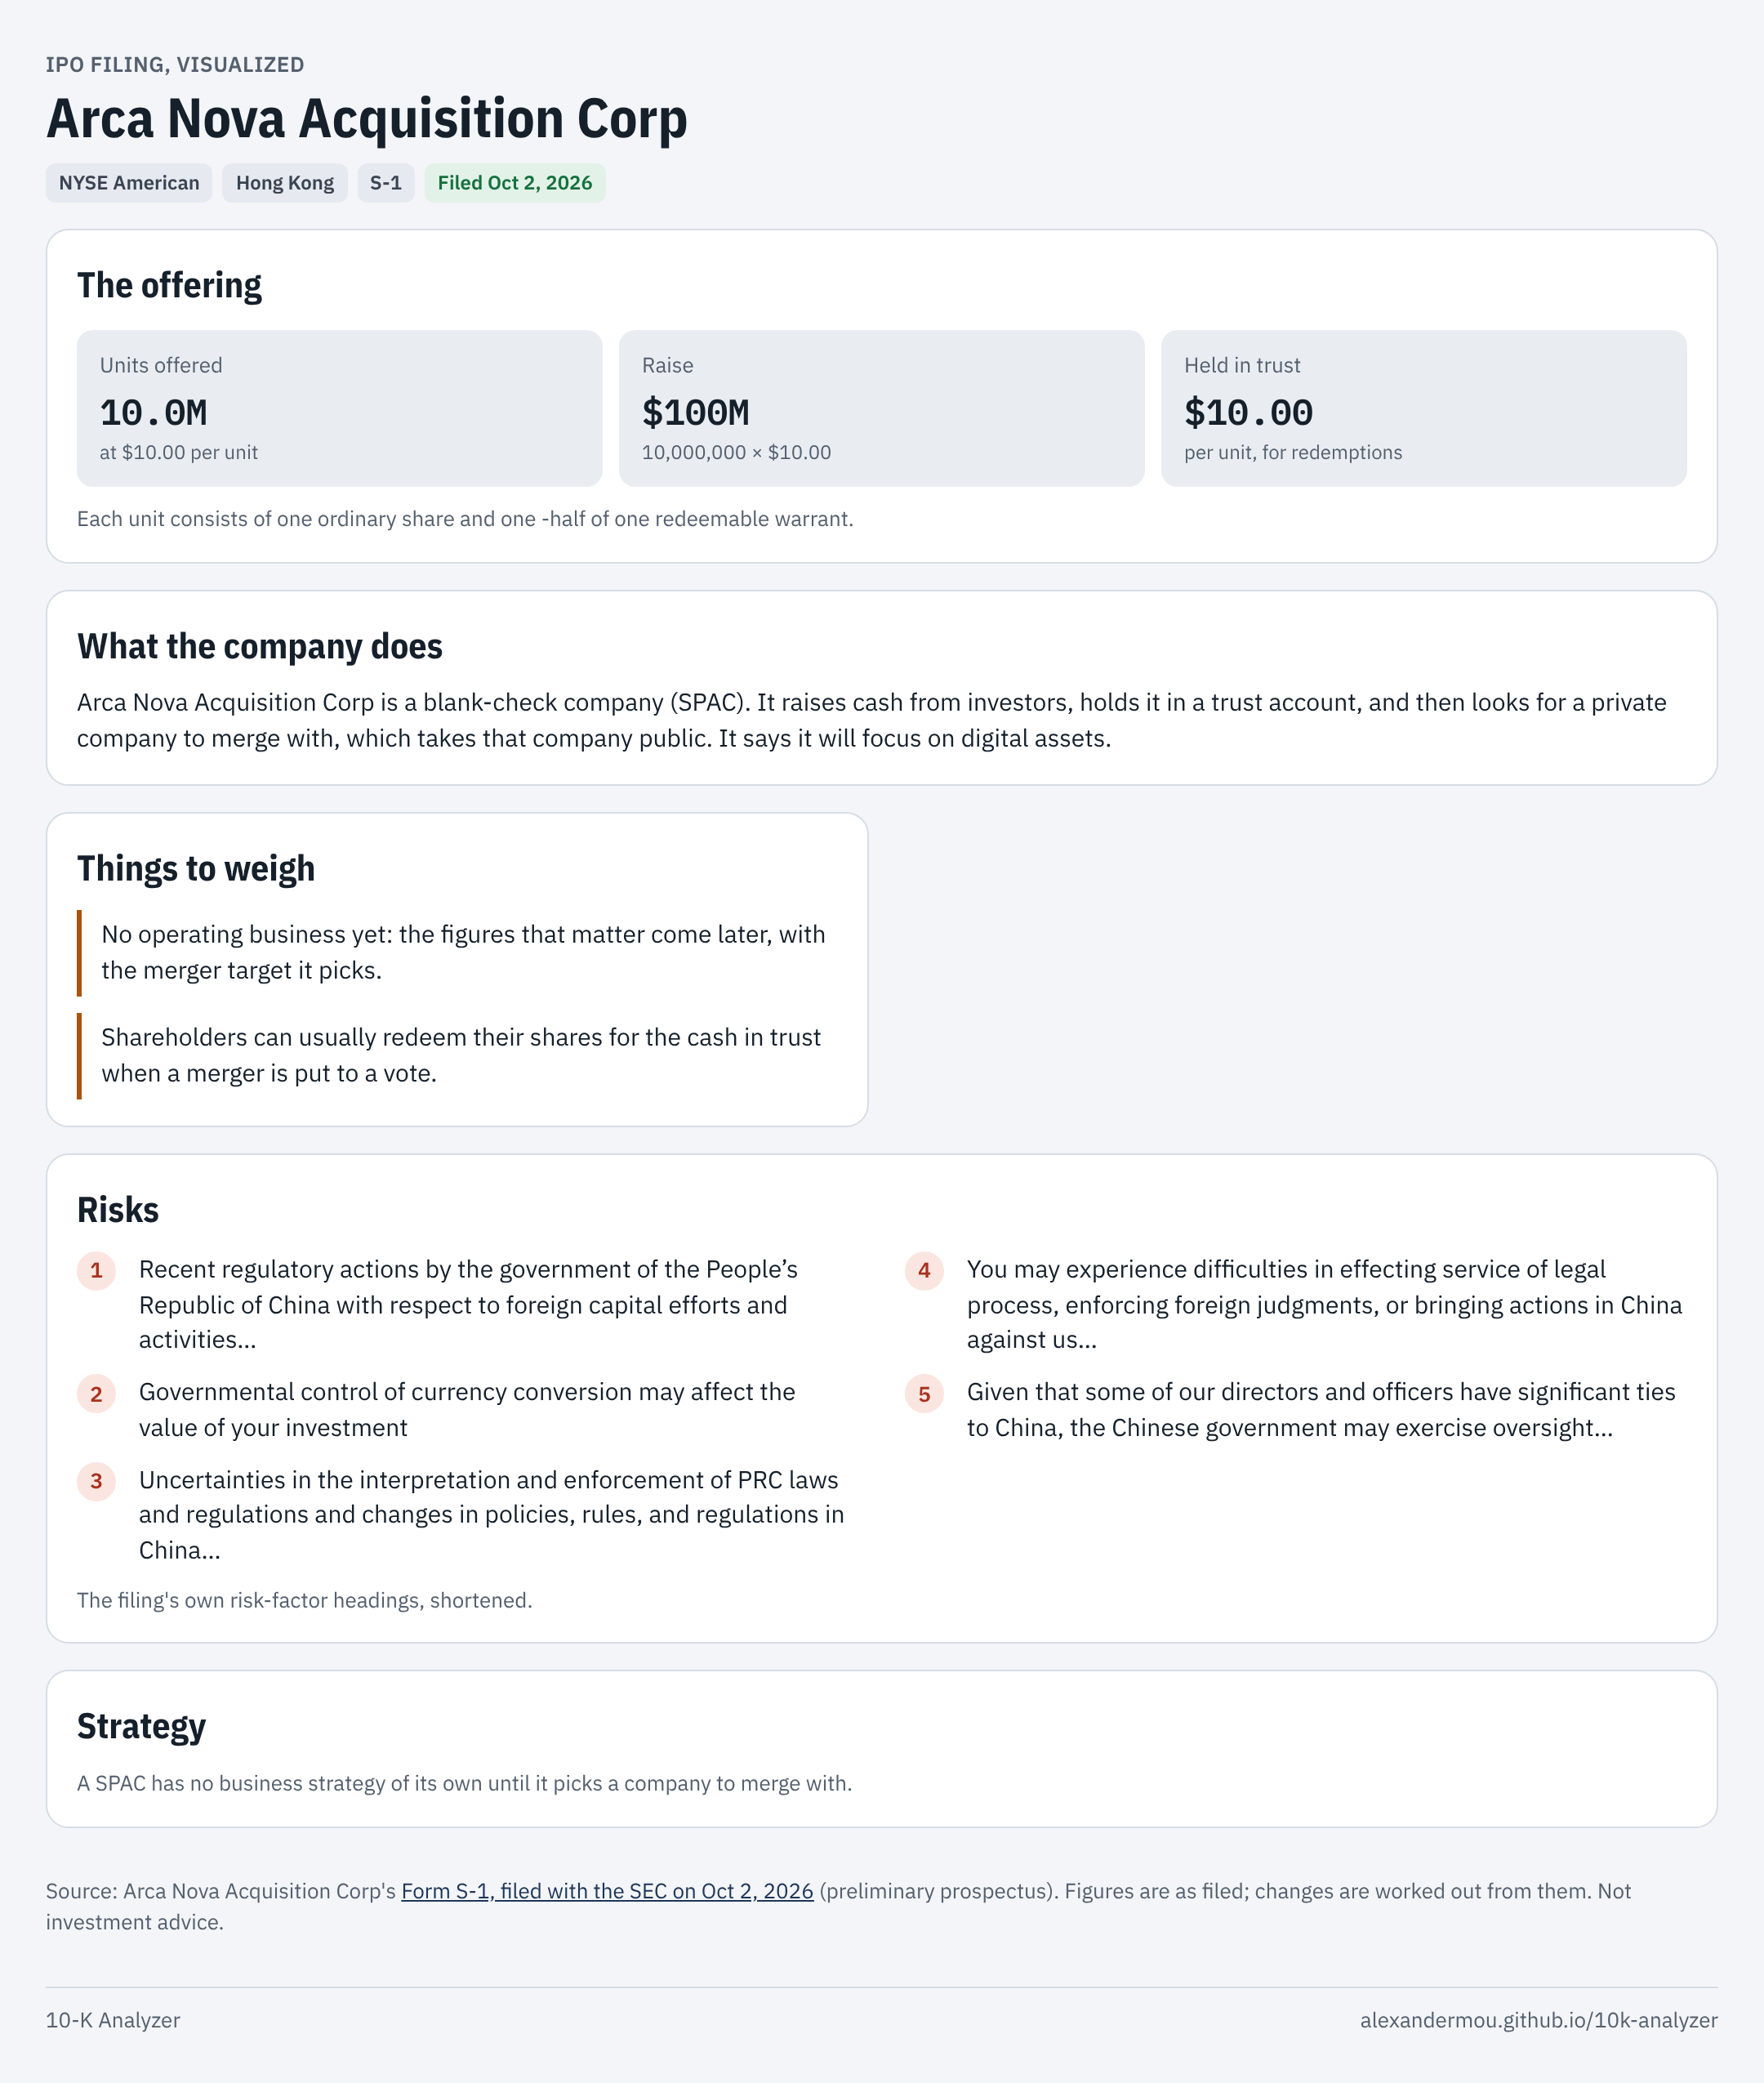 IPO FILING, VISUALIZED
Arca Nova Acquisition Corp
NYSE American
Hong Kong
S-1
Filed Oct 2, 2026
The offering
Units offered
10.0M
at $10.00 per unit
Raise
$100M
10,000,000 × $10.00
Held in trust
$10.00
per unit, for redemptions
Each unit consists of one ordinary share and one -half of one redeemable warrant.
What the company does
Arca Nova Acquisition Corp is a blank-check company (SPAC). It raises cash from investors, holds it in a trust account, and then looks for a private
company to merge with, which takes that company public. It says it will focus on digital assets.
Things to weigh
No operating business yet: the figures that matter come later, with
the merger target it picks.
Shareholders can usually redeem their shares for the cash in trust
when a merger is put to a vote.
Risks
1
Recent regulatory actions by the government of the People’s
Republic of China with respect to foreign capital efforts and
activities…
2
Governmental control of currency conversion may affect the
value of your investment
3
Uncertainties in the interpretation and enforcement of PRC laws
and regulations and changes in policies, rules, and regulations in
China…
4
You may experience difficulties in effecting service of legal
process, enforcing foreign judgments, or bringing actions in China
against us…
5
Given that some of our directors and officers have significant ties
to China, the Chinese government may exercise oversight…
The filing's own risk-factor headings, shortened.
Strategy
A SPAC has no business strategy of its own until it picks a company to merge with.
Source: Arca Nova Acquisition Corp's Form S-1, filed with the SEC on Oct 2, 2026 (preliminary prospectus). Figures are as filed; changes are worked out from them. Not
investment advice.
10-K Analyzer
alexandermou.github.io/10k-analyzer